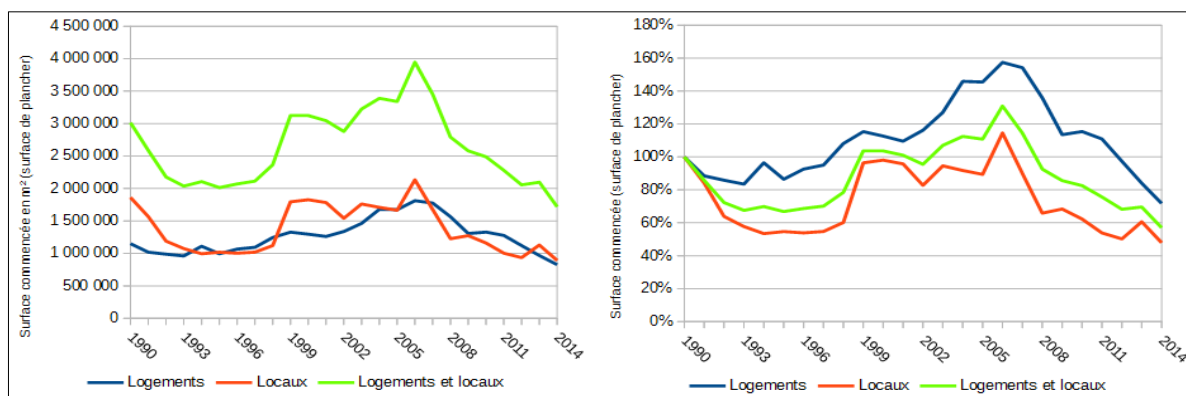 Surface commencée en m² (surface de plancher)
4 500 000
4 000 000
3 500 000
3 000 000
2 500 000
2 000 000
1 500 000
1 000 000
500 000
0
1990
1993
1996
1999
2002
2005
2008
2011
2014
Logements Locaux Logements et locaux
Surface commencée (surface de plancher)
180%
160%
140%
120%
100%
80%
60%
40%
20%
0%
1990
1993
1996
1999
2002
2005
2008
2011
2014
Logements Locaux Logements et locaux